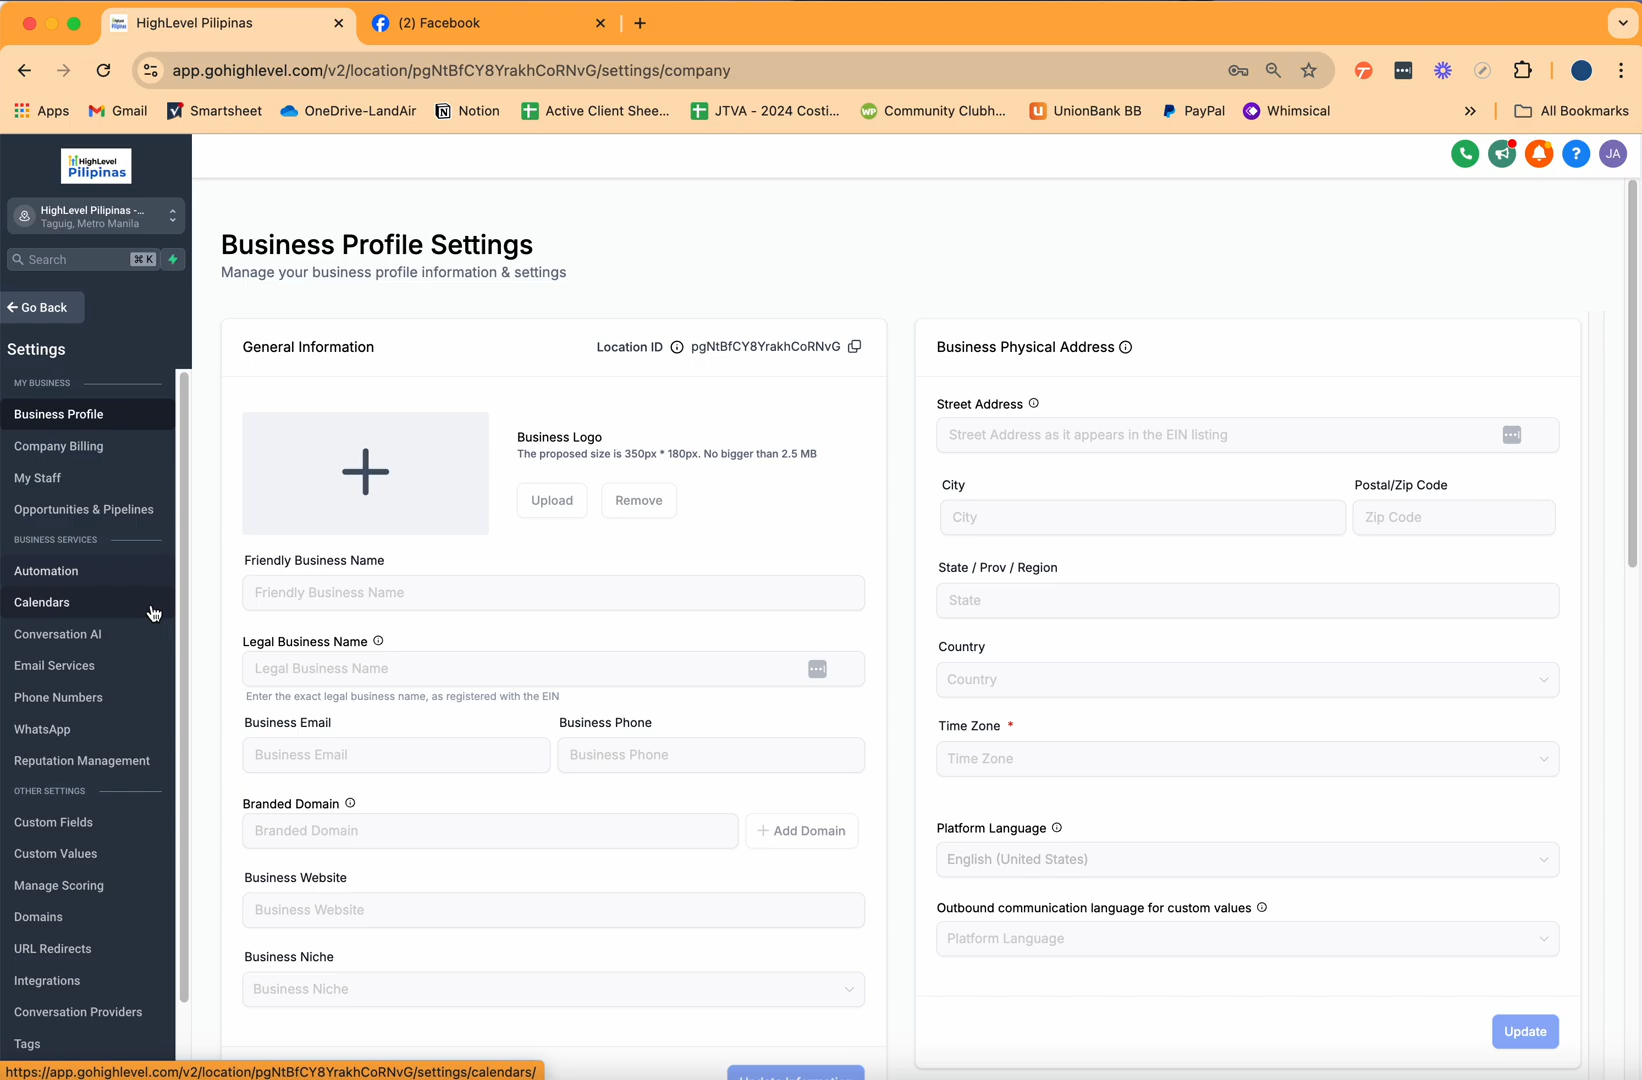 HighLevel Pilipinas
(2) Facebook
app.gohighlevel.com/v2/location/pgNtBfCY8YrakhCoRNvG/settings/company
Apps
Gmail
Smartsheet
OneDrive-LandAir
Notion
Active Client Shee...
JTVA - 2024 Costi...
Community Clubh...
UnionBank BB
PayPal
Whimsical
All Bookmarks
HighLevel
Pilipinas
JA
HighLevel Pilipinas -...
Taguig, Metro Manila
Search
⌘ K
Go Back
Settings
MY BUSINESS
Business Profile
Company Billing
My Staff
Opportunities & Pipelines
BUSINESS SERVICES
Automation
Calendars
Conversation AI
Email Services
Phone Numbers
WhatsApp
Reputation Management
OTHER SETTINGS
Custom Fields
Custom Values
Manage Scoring
Domains
URL Redirects
Integrations
Conversation Providers
Tags
Business Profile Settings
Manage your business profile information & settings
General Information
Location ID
pgNtBfCY8YrakhCoRNvG
Business Logo
The proposed size is 350px * 180px. No bigger than 2.5 MB
Upload
Remove
Friendly Business Name
Friendly Business Name
Legal Business Name
Legal Business Name
Enter the exact legal business name, as registered with the EIN
Business Email
Business Phone
Business Email
Business Phone
Branded Domain
Branded Domain
Add Domain
Business Website
Business Website
Business Niche
Business Niche
Business Physical Address
Street Address
Street Address as it appears in the EIN listing
City
Postal/Zip Code
City
Zip Code
State / Prov / Region
State
Country
Country
Time Zone *
Time Zone
Platform Language
English (United States)
Outbound communication language for custom values
Platform Language
Update
https://app.gohighlevel.com/v2/location/pgNtBfCY8YrakhCoRNvG/settings/calendars/